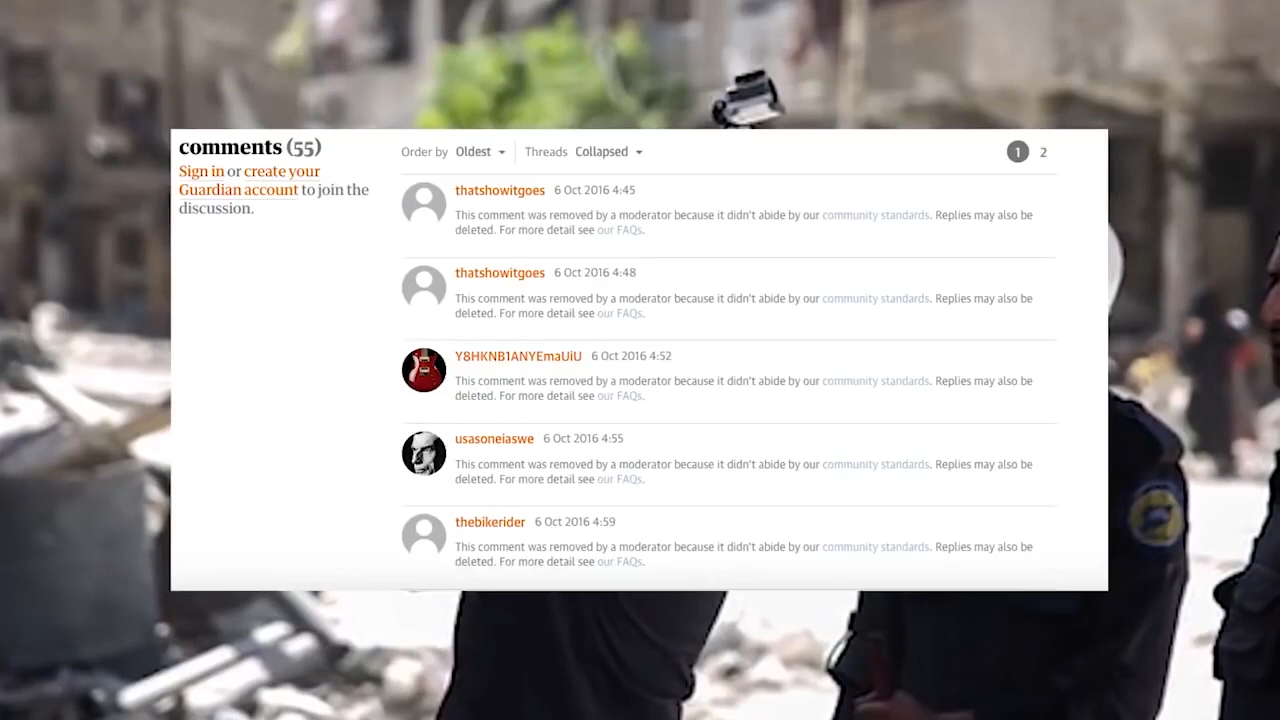 comments (55)
Sign in or create your
Guardian account to join the
discussion.
Order by Oldest Threads Collapsed 1 2
thatshowitgoes 6 Oct 2016 4:45
This comment was removed by a moderator because it didn't abide by our community standards. Replies may also be
deleted. For more detail see our FAQs.
thatshowitgoes 6 Oct 2016 4:48
This comment was removed by a moderator because it didn't abide by our community standards. Replies may also be
deleted. For more detail see our FAQs.
Y8HKNB1ANYEmaUiU 6 Oct 2016 4:52
This comment was removed by a moderator because it didn't abide by our community standards. Replies may also be
deleted. For more detail see our FAQs.
usasoneiaswe 6 Oct 2016 4:55
This comment was removed by a moderator because it didn't abide by our community standards. Replies may also be
deleted. For more detail see our FAQs.
thebikerider 6 Oct 2016 4:59
This comment was removed by a moderator because it didn't abide by our community standards. Replies may also be
deleted. For more detail see our FAQs.